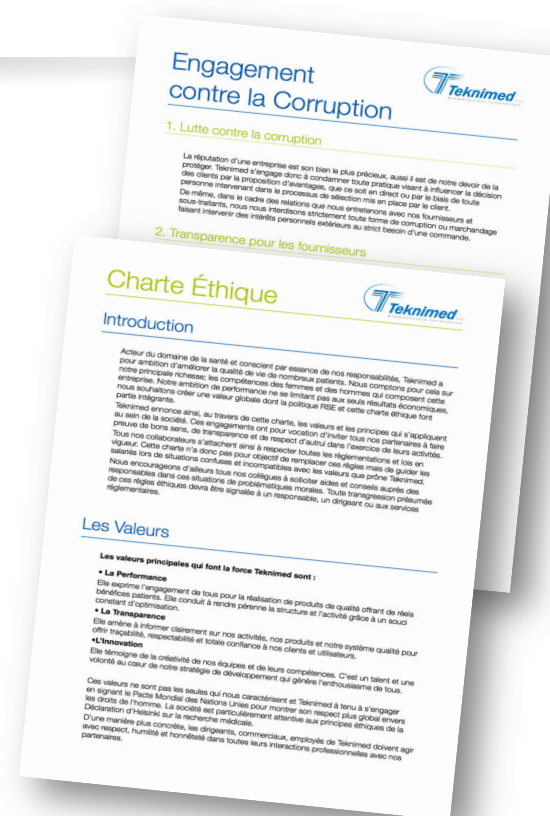 Engagement
contre la Corruption
Teknimed
1. Lutte contre la corruption
La réputation d'une entreprise est son bien le plus précieux, aussi il est de notre devoir de la
protéger. Teknimed s'engage donc à condamner toute pratique visant à influencer la décision
des clients par la proposition d'avantages, que ce soit en direct ou par le biais de toute
personne intervenant dans le processus de sélection mis en place par le client.
De même, dans le cadre des relations que nous entretenons avec nos fournisseurs et
sous-traitants, nous nous interdisons strictement toute forme de corruption ou marchandage
faisant intervenir des intérêts personnels extérieurs au strict besoin d'une commande.
2. Transparence pour les fournisseurs
Charte Éthique
Teknimed
Introduction
Acteur du domaine de la santé et conscient par essence de nos responsabilités, Teknimed a
pour ambition d'améliorer la qualité de vie de nombreux patients. Nous comptons pour cela sur
notre principale richesse; les compétences des femmes et des hommes qui composent cette
entreprise. Notre ambition de performance ne se limitant pas aux seuls résultats économiques,
nous souhaitons créer une valeur globale dont la politique RSE et cette charte éthique font
partie intégrante.
Teknimed ennonce ainsi, au travers de cette charte, les valeurs et les principes qui s'appliquent
au sein de la société. Ces engagements ont pour vocation d'inviter tous nos partenaires à faire
preuve de bons sens, de transparence et de respect d'autrui dans l'exercice de leurs activités.
Tous nos collaborateurs s'attachent ainsi à respecter toutes les réglementations et lois en
vigueur. Cette charte n'a donc pas pour objectif de remplacer ces règles mais de guider les
salariés lors de situations confuses et incompatibles avec les valeurs que prône Teknimed.
Nous encourageons d'ailleurs tous nos collègues à solliciter aides et conseils auprès des
responsables dans ces situations de problématiques morales. Toute transgression présumée
de ces règles éthiques devra être signalée à un responsable, un dirigeant ou aux services
réglementaires.
Les Valeurs
Les valeurs principales qui font la force Teknimed sont :
• La Performance
Elle exprime l'engagement de tous pour la réalisation de produits de qualité offrant de réels
bénéfices patients. Elle conduit à rendre pérenne la structure et l'activité grâce à un souci
constant d'optimisation.
• La Transparence
Elle amène à informer clairement sur nos activités, nos produits et notre système qualité pour
offrir traçabilité, respectabilité et totale confiance à nos clients et utilisateurs.
•L'Innovation
Elle témoigne de la créativité de nos équipes et de leurs compétences. C'est un talent et une
volonté au cœur de notre stratégie de développement qui génère l'enthousiasme de tous.
Ces valeurs ne sont pas les seules qui nous caractérisent et Teknimed à tenu à s'engager
en signant le Pacte Mondial des Nations Unies pour montrer son respect plus global envers
les droits de l'homme. La société est particulièrement attentive aux principes éthiques de la
Déclaration d'Helsinki sur la recherche médicale.
D'une manière plus concrète, les dirigeants, commerciaux, employés de Teknimed doivent agir
avec respect, humilité et honnêteté dans toutes leurs interactions professionnelles avec nos
partenaires.